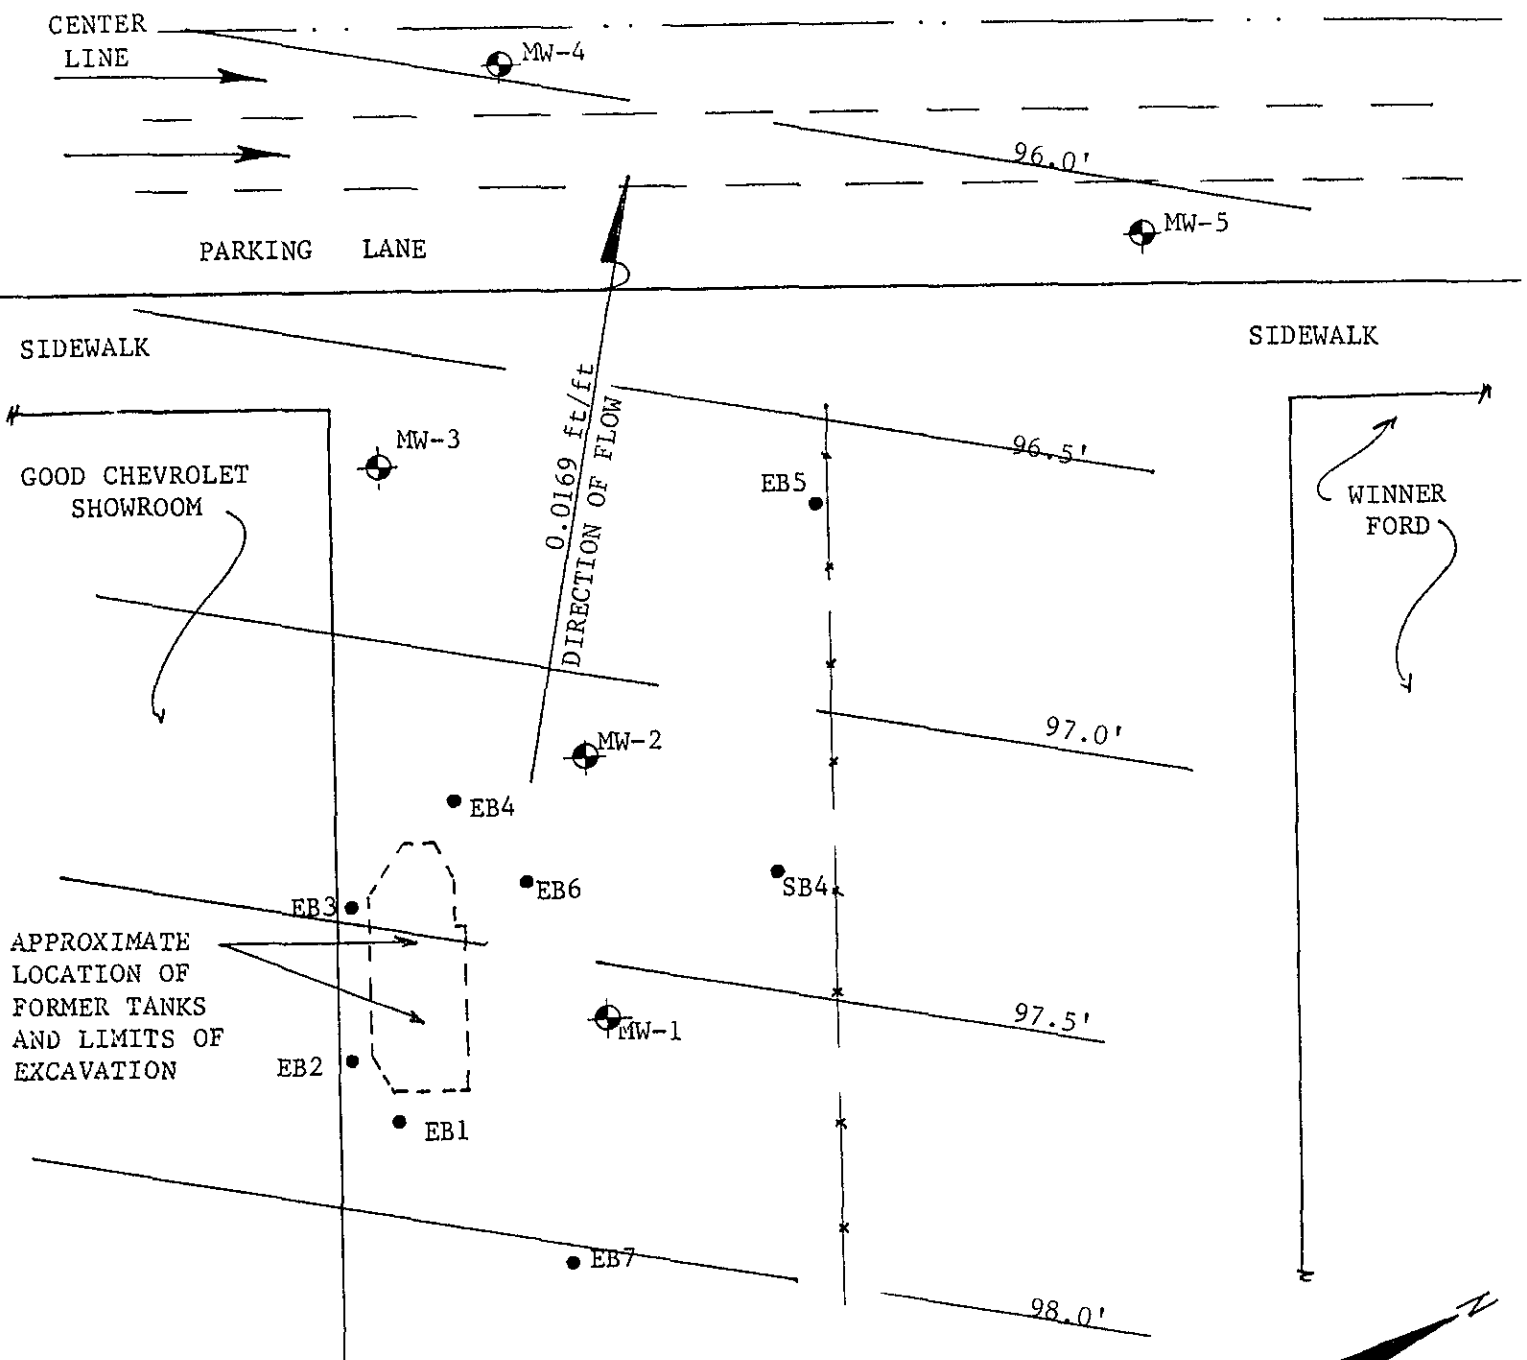 CENTER
LINE
MW-4
96.0'
MW-5
PARKING LANE
SIDEWALK
SIDEWALK
MW-3
96.5'
GOOD CHEVROLET
SHOWROOM
0.0169 ft/ft
DIRECTION OF FLOW
EB5
WINNER
FORD
97.0'
MW-2
EB4
EB6
SB4
EB3
APPROXIMATE
LOCATION OF
FORMER TANKS
AND LIMITS OF
EXCAVATION
97.5'
MW-1
EB2
EB1
EB7
98.0'
N